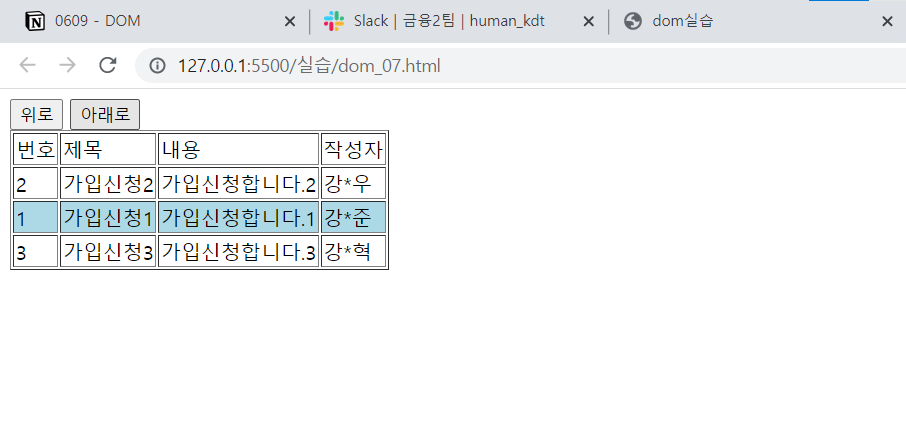 0609 - DOM
Slack | 금융2팀 | human_kdt
dom실습
127.0.0.1:5500/실습/dom_07.html
위로 아래로
번호 제목 내용 작성자
2 가입신청2 가입신청합니다.2 강*우
1 가입신청1 가입신청합니다.1 강*준
3 가입신청3 가입신청합니다.3 강*혁